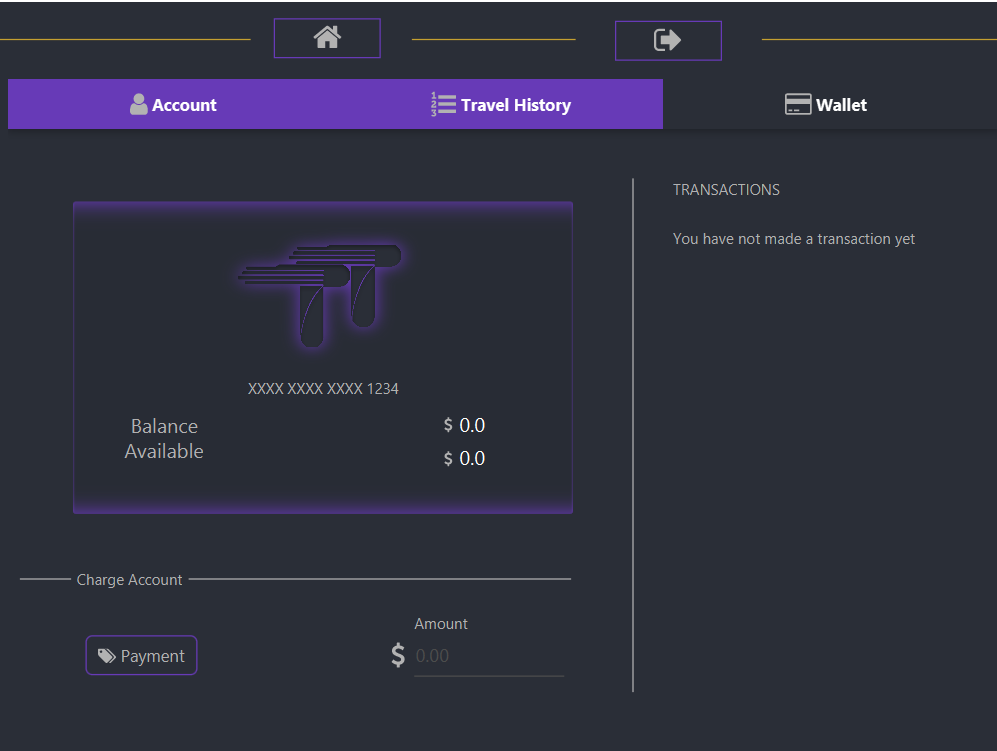 Account
Travel History
Wallet
TRANSACTIONS
You have not made a transaction yet
XXXX XXXX XXXX 1234
Balance
$ 0.0
Available
$ 0.0
Charge Account
Amount
Payment
$ 0.00